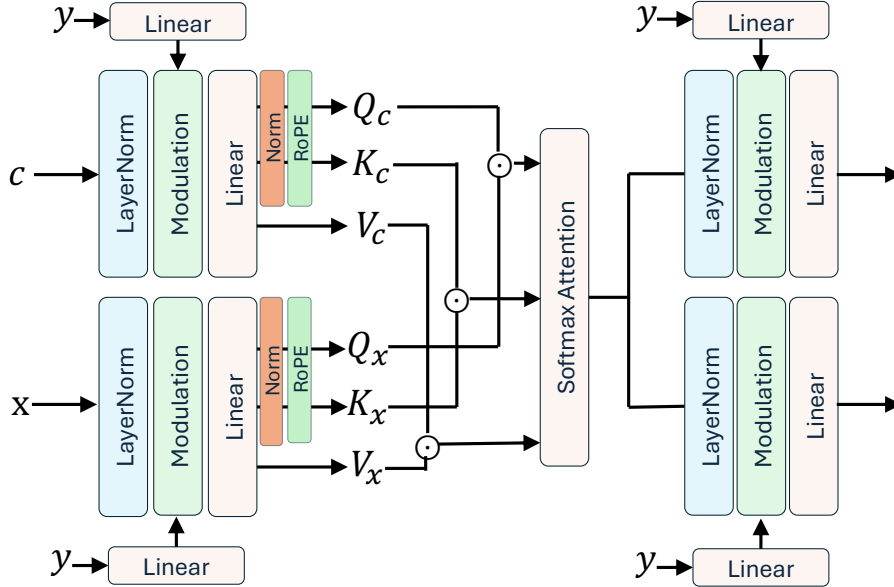 y
Linear
c
LayerNorm
Modulation
Linear
Norm
RoPE
Q_c
K_c
V_c
x
LayerNorm
Modulation
Linear
Norm
RoPE
Q_x
K_x
V_x
y
Linear
⊙
⊙
⊙
Softmax Attention
y
Linear
LayerNorm
Modulation
Linear
LayerNorm
Modulation
Linear
y
Linear